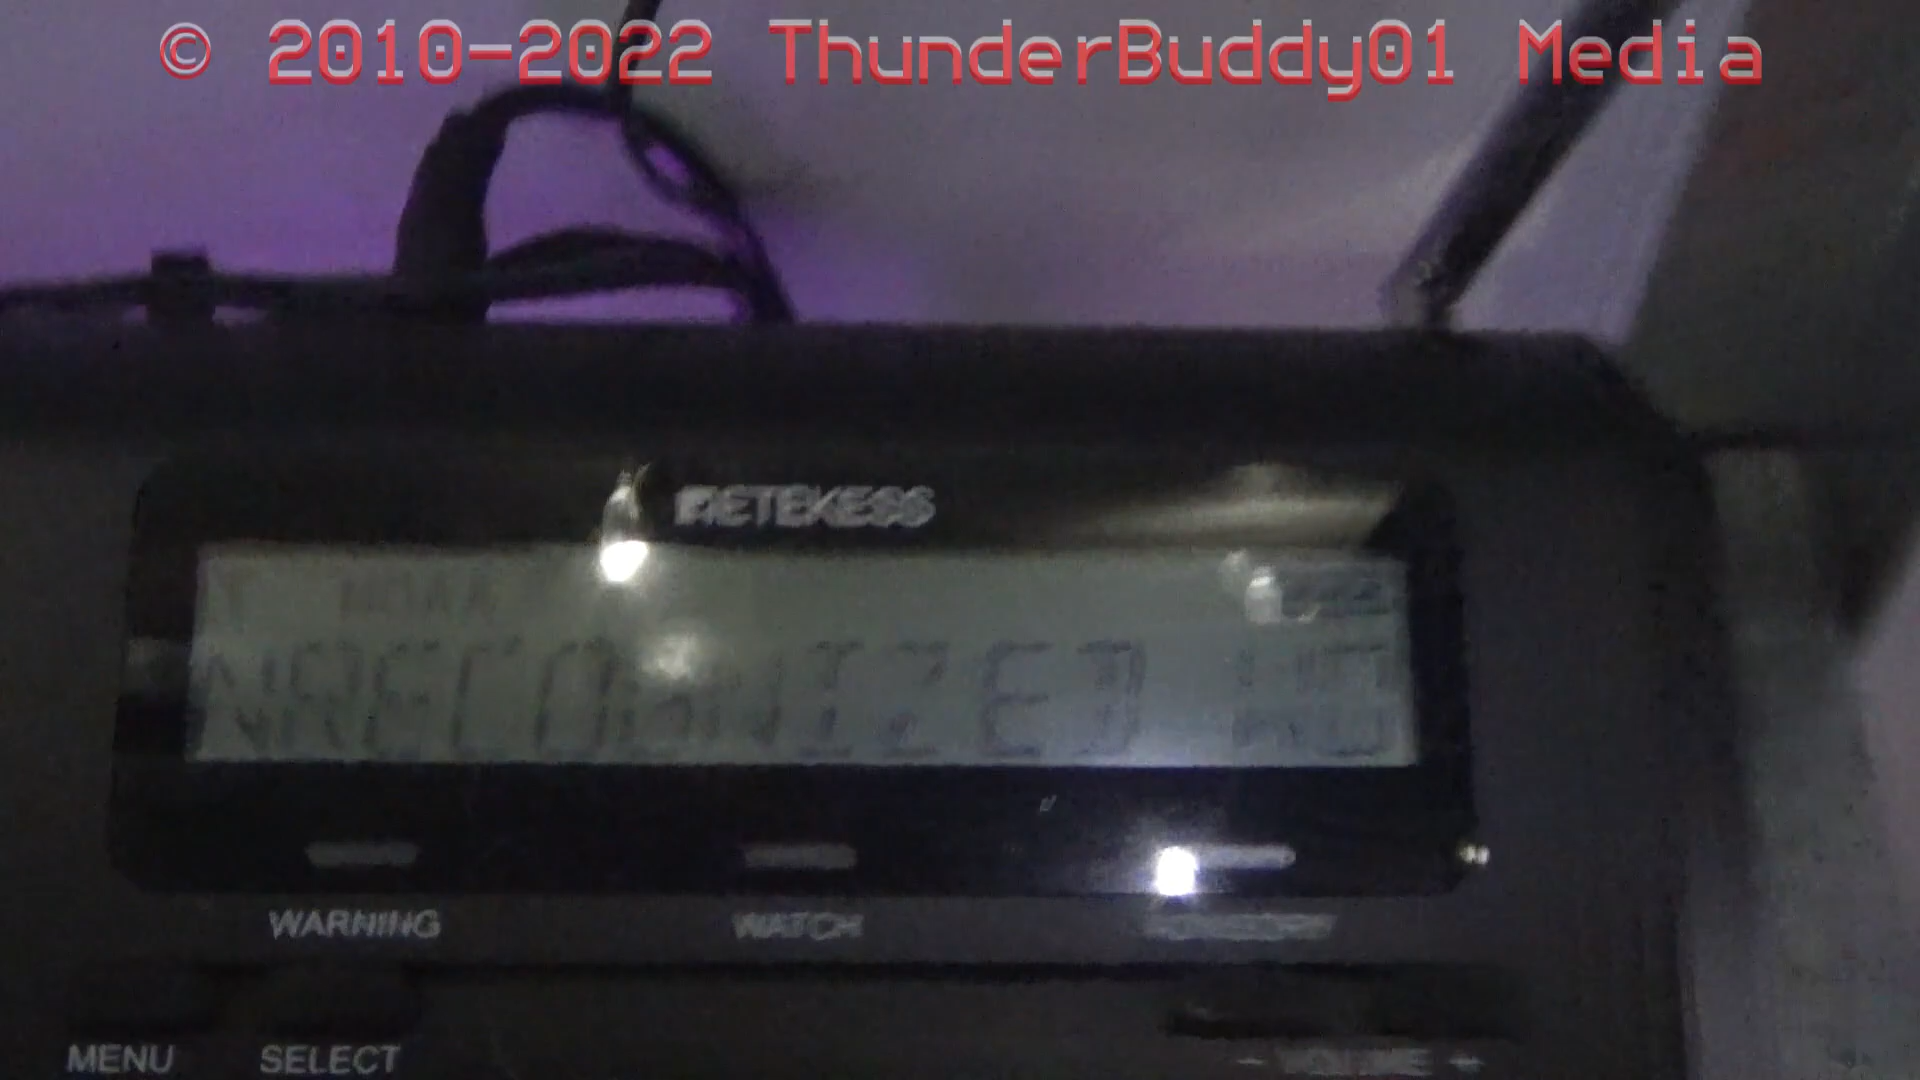 © 2010-2022 ThunderBuddy01 Media
RETEKESS
NRECOGNIZED
WARNING
WATCH
MENU
SELECT
- VOLUME +